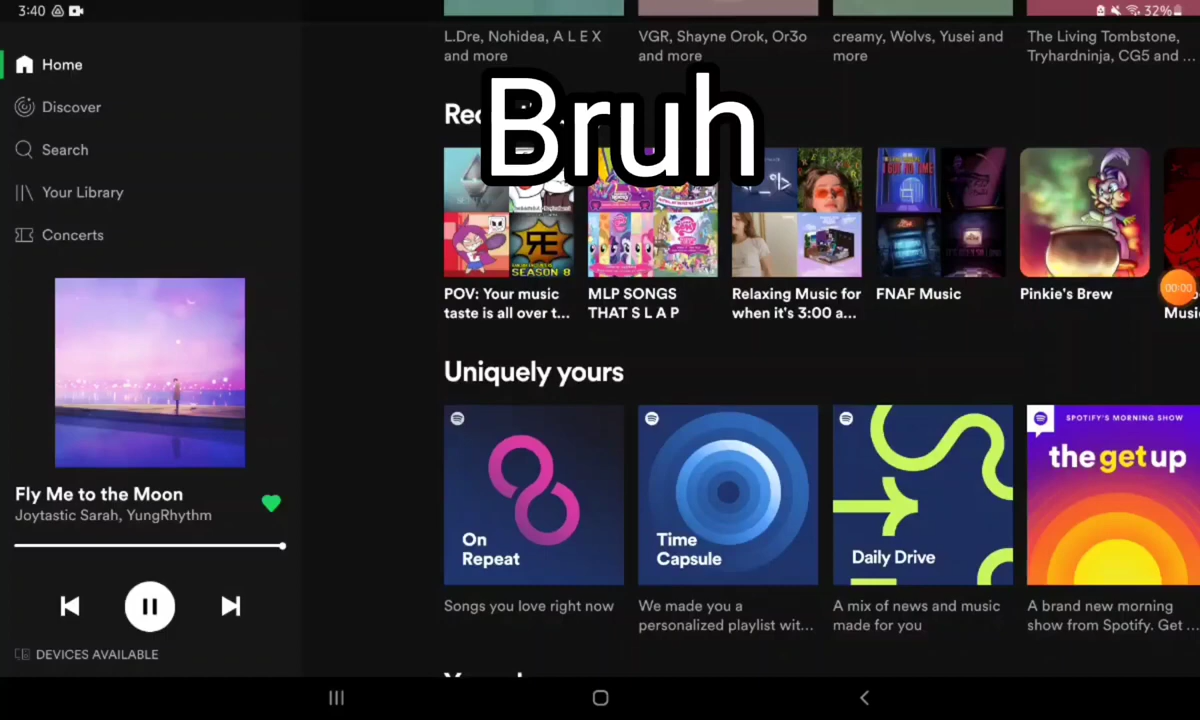 3:40
32%
Home
Discover
Search
Your Library
Concerts
Fly Me to the Moon
Joytastic Sarah, YungRhythm
DEVICES AVAILABLE
L.Dre, Nohidea, A L E X
and more
VGR, Shayne Orok, Or3o
and more
creamy, Wolvs, Yusei and
more
The Living Tombstone,
Tryhardninja, CG5 and ...
Bruh
SEASON 8
POV: Your music
taste is all over t...
MLP SONGS
THAT S L A P
Relaxing Music for
when it's 3:00 a...
FNAF Music
Pinkie's Brew
00:00
Uniquely yours
On
Repeat
Songs you love right now
Time
Capsule
We made you a
personalized playlist wit...
Daily Drive
A mix of news and music
made for you
SPOTIFY'S MORNING SHOW
the get up
A brand new morning
show from Spotify. Get ...